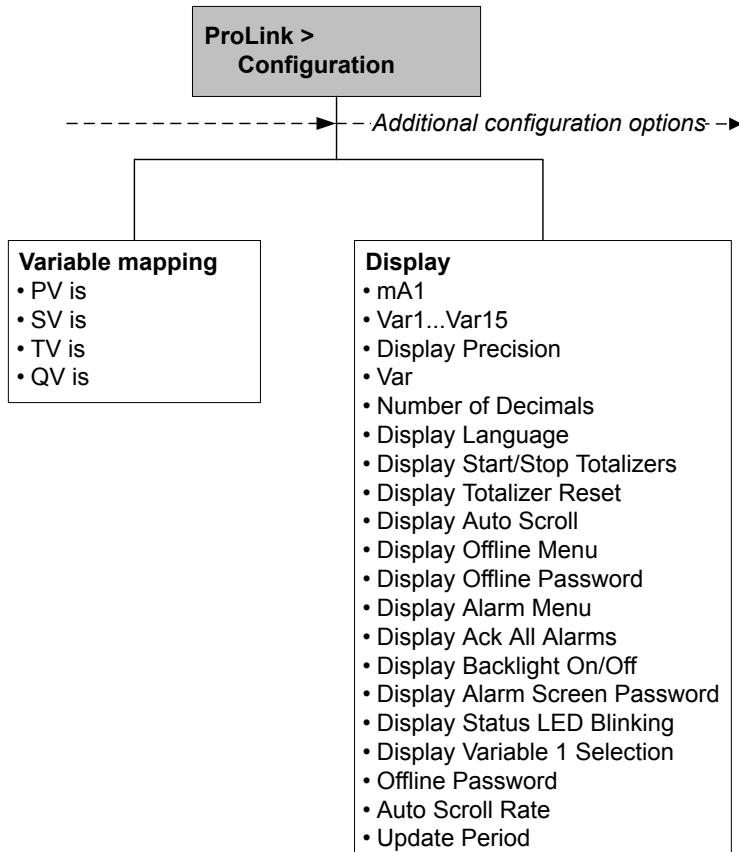 ProLink >
Configuration
Additional configuration options
Variable mapping
• PV is
• SV is
• TV is
• QV is
Display
• mA1
• Var1...Var15
• Display Precision
• Var
• Number of Decimals
• Display Language
• Display Start/Stop Totalizers
• Display Totalizer Reset
• Display Auto Scroll
• Display Offline Menu
• Display Offline Password
• Display Alarm Menu
• Display Ack All Alarms
• Display Backlight On/Off
• Display Alarm Screen Password
• Display Status LED Blinking
• Display Variable 1 Selection
• Offline Password
• Auto Scroll Rate
• Update Period